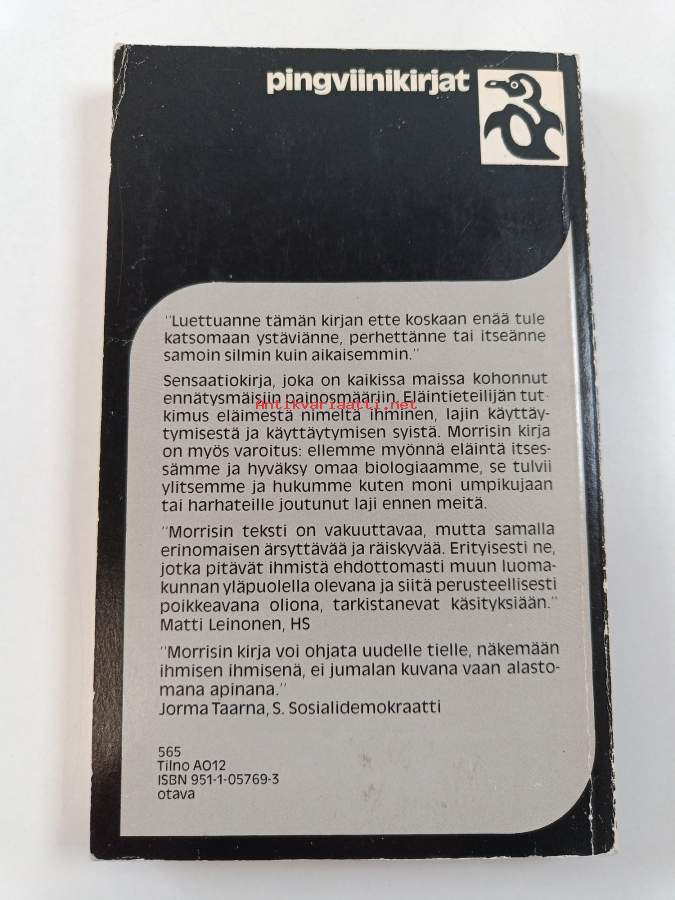 pingviinikirjat
"Luettuanne tämän kirjan ette koskaan enää tule
katsomaan ystäviänne, perhettänne tai itseänne
samoin silmin kuin aikaisemmin."
Sensaatiokirja, joka on kaikissa maissa kohonnut
ennätysmäisiin painosmääriin. Eläintieteilijän tut-
Antikvariaatti.net
kimus eläimestä nimeltä ihminen, lajin käyttäy-
tymisestä ja käyttäytymisen syistä. Morrisin kirja
on myös varoitus: ellemme myönnä eläintä itses-
sämme ja hyväksy omaa biologiaamme, se tulvii
ylitsemme ja hukumme kuten moni umpikujaan
tai harhateille joutunut laji ennen meitä.
"Morrisin teksti on vakuuttavaa, mutta samalla
erinomaisen ärsyttävää ja räiskyvää. Erityisesti ne,
jotka pitävät ihmistä ehdottomasti muun luoma-
kunnan yläpuolella olevana ja siitä perusteellisesti
poikkeavana oliona, tarkistanevat käsityksiään."
Matti Leinonen, HS
"Morrisin kirja voi ohjata uudelle tielle, näkemään
ihmisen ihmisenä, ei jumalan kuvana vaan alasto-
mana apinana."
Jorma Taarna, S. Sosialidemokraatti
565
Tilno AO12
ISBN 951-1-05769-3
otava